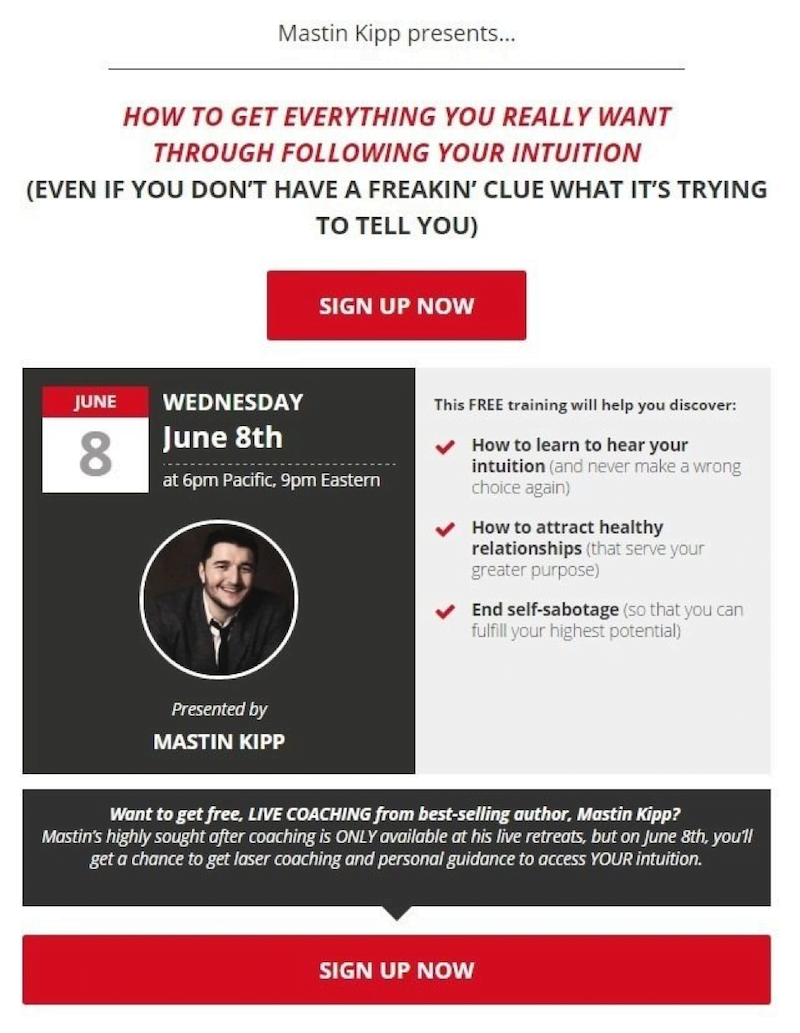 Mastin Kipp presents...
HOW TO GET EVERYTHING YOU REALLY WANT
THROUGH FOLLOWING YOUR INTUITION
(EVEN IF YOU DON'T HAVE A FREAKIN' CLUE WHAT IT'S TRYING
TO TELL YOU)
SIGN UP NOW
JUNE
8
WEDNESDAY
June 8th
at 6pm Pacific, 9pm Eastern
Presented by
MASTIN KIPP
This FREE training will help you discover:
How to learn to hear your
intuition (and never make a wrong
choice again)
How to attract healthy
relationships (that serve your
greater purpose)
End self-sabotage (so that you can
fulfill your highest potential)
Want to get free, LIVE COACHING from best-selling author, Mastin Kipp?
Mastin's highly sought after coaching is ONLY available at his live retreats, but on June 8th, you'll
get a chance to get laser coaching and personal guidance to access YOUR intuition.
SIGN UP NOW